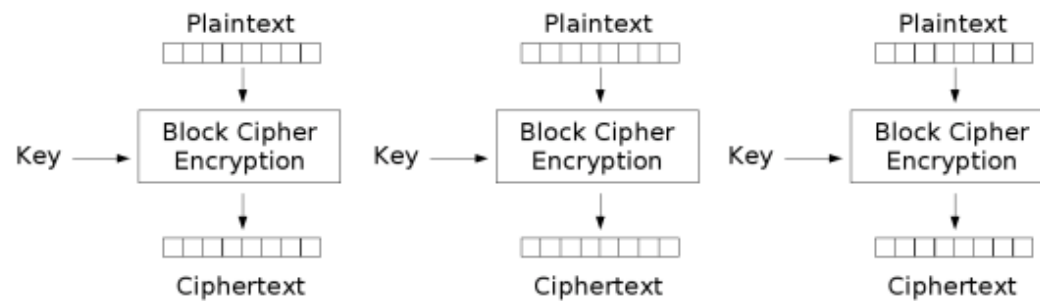 Plaintext Plaintext Plaintext
Key Block Cipher Encryption Key Block Cipher Encryption Key Block Cipher Encryption
Ciphertext Ciphertext Ciphertext